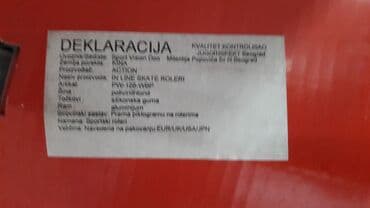 DEKLARACIJA
KVALITET KONTROLISAO
JUGOINSPEKT Beograd
Uvoznik/Sedište: Sport Vision Doo Milentija Popovića 5v N Beograd
Zemlja porekla: KINA
Proizvođač: ACTION
Naziv proizvoda: IN LINE SKATE ROLERI
Artikal: PW-126-WBP
Šina
Točkovi: silikonska guma
Ram: aluminijum
Sirovinski sastav: Prema piktogramu na rolerima
Namena: Sportski roleri
Veličina: Navedena na pakovanju EUR/UK/USA/JPN